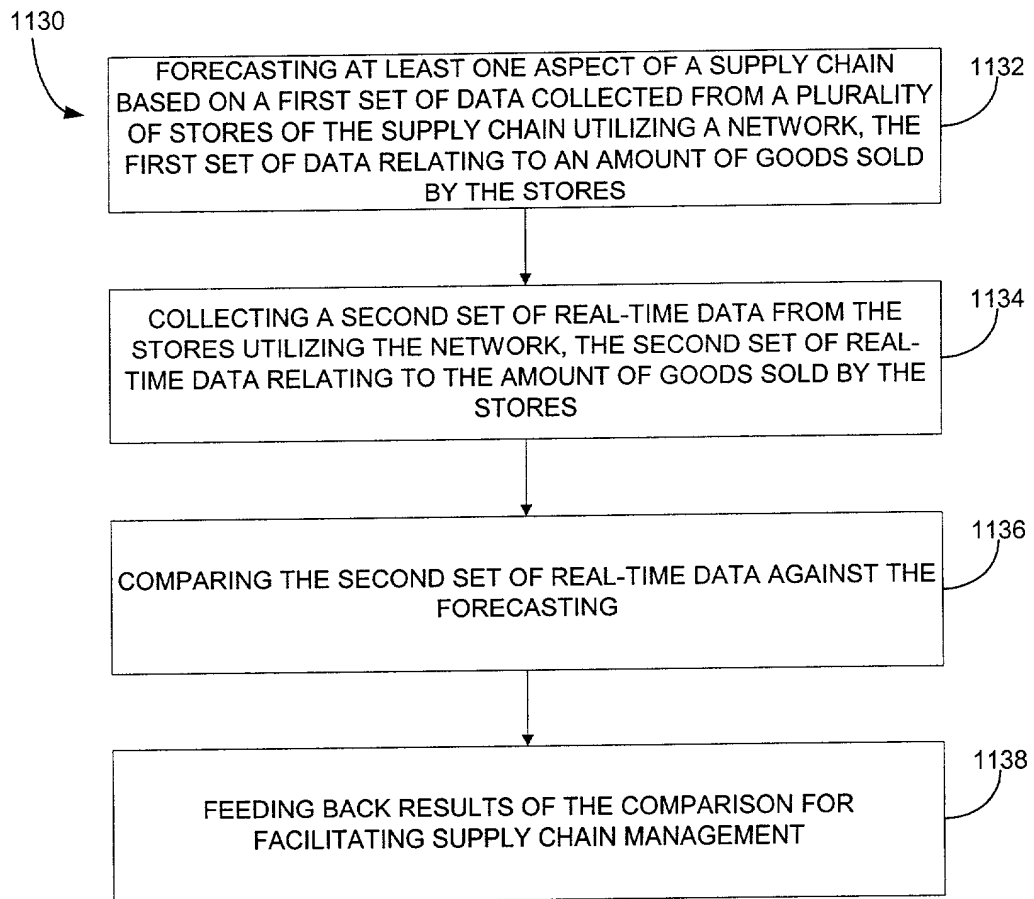 1130
FORECASTING AT LEAST ONE ASPECT OF A SUPPLY CHAIN
BASED ON A FIRST SET OF DATA COLLECTED FROM A PLURALITY
OF STORES OF THE SUPPLY CHAIN UTILIZING A NETWORK, THE
FIRST SET OF DATA RELATING TO AN AMOUNT OF GOODS SOLD
BY THE STORES
1132
COLLECTING A SECOND SET OF REAL-TIME DATA FROM THE
STORES UTILIZING THE NETWORK, THE SECOND SET OF REAL-
TIME DATA RELATING TO THE AMOUNT OF GOODS SOLD BY THE
STORES
1134
COMPARING THE SECOND SET OF REAL-TIME DATA AGAINST THE
FORECASTING
1136
FEEDING BACK RESULTS OF THE COMPARISON FOR
FACILITATING SUPPLY CHAIN MANAGEMENT
1138